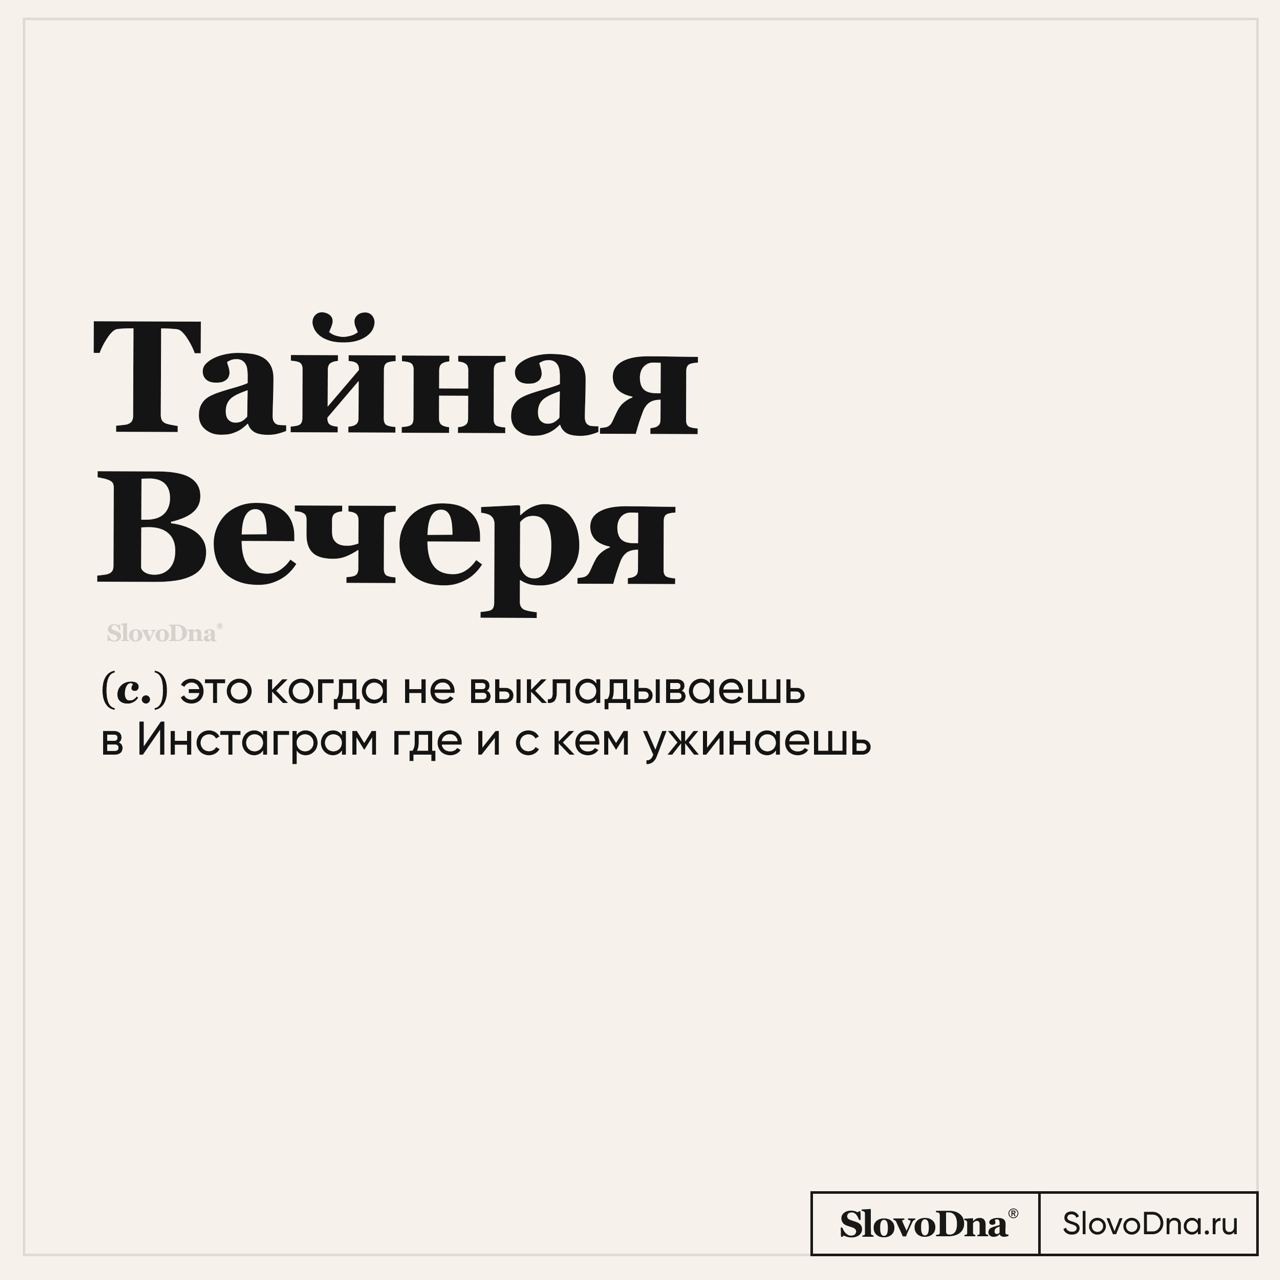 Тайная
Вечеря
SlovoDna®
(с.) это когда не выкладываешь
в Инстаграм где и с кем ужинаешь
SlovoDna® SlovoDna.ru